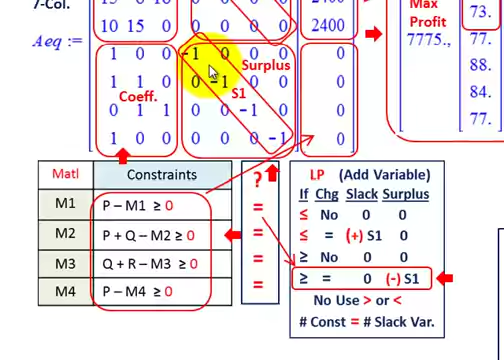 7-Col.
10 15 0 0 0 0 0 2400
Max
Profit
7775.,
73.
77.
88.
84.
77.
Aeq :=
1 0 0 -1 0 0 0 0
1 1 0 0 -1 0 0 0
0 1 1 0 0 -1 0 0
1 0 0 0 0 0 -1 0
Surplus
Coeff.
S1
Matl Constraints
M1 P – M1 ≥ 0
M2 P + Q – M2 ≥ 0
M3 Q + R – M3 ≥ 0
M4 P – M4 ≥ 0
?
=
=
=
=
LP (Add Variable)
If Chg Slack Surplus
≤ No 0 0
≤ = (+) S1 0
≥ No 0 0
≥ = 0 (-) S1
No Use > or <
# Const = # Slack Var.